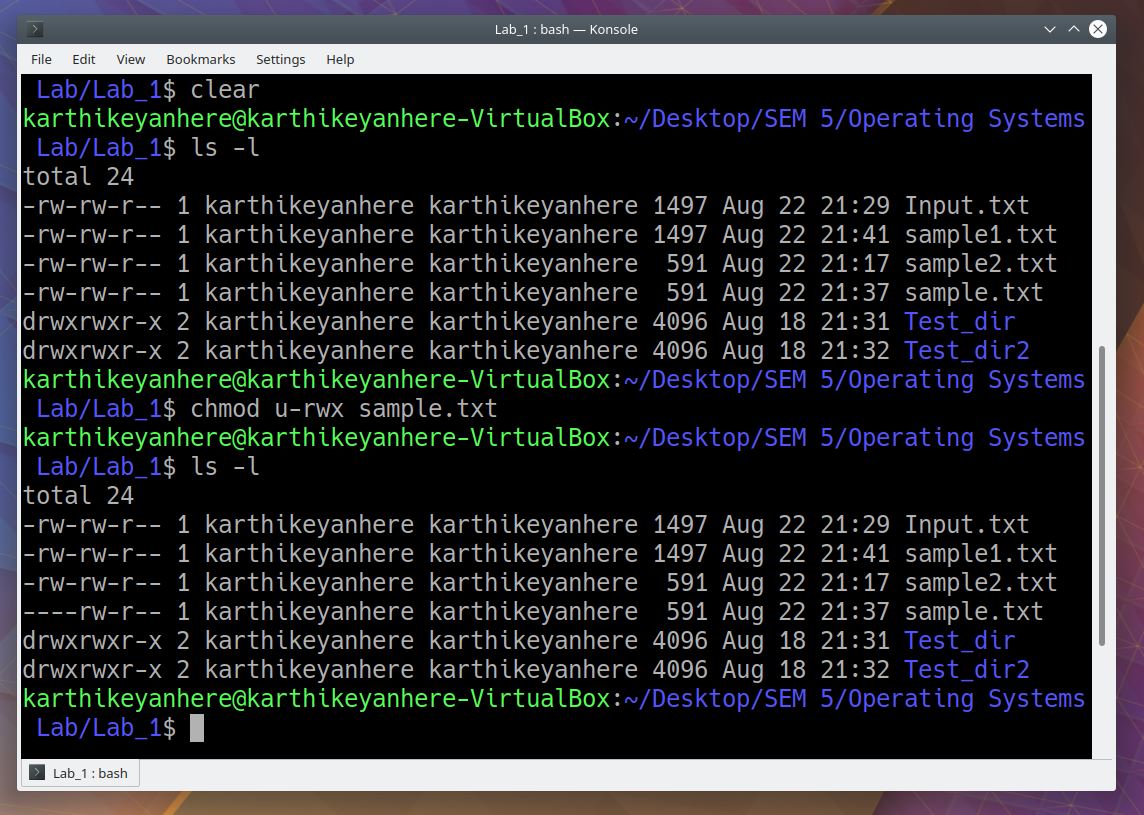 Lab_1 : bash — Konsole
File Edit View Bookmarks Settings Help
Lab/Lab_1$ clear
karthikeyanhere@karthikeyanhere-VirtualBox:~/Desktop/SEM 5/Operating Systems
Lab/Lab_1$ ls -l
total 24
-rw-rw-r-- 1 karthikeyanhere karthikeyanhere 1497 Aug 22 21:29 Input.txt
-rw-rw-r-- 1 karthikeyanhere karthikeyanhere 1497 Aug 22 21:41 sample1.txt
-rw-rw-r-- 1 karthikeyanhere karthikeyanhere  591 Aug 22 21:17 sample2.txt
-rw-rw-r-- 1 karthikeyanhere karthikeyanhere  591 Aug 22 21:37 sample.txt
drwxrwxr-x 2 karthikeyanhere karthikeyanhere 4096 Aug 18 21:31 Test_dir
drwxrwxr-x 2 karthikeyanhere karthikeyanhere 4096 Aug 18 21:32 Test_dir2
karthikeyanhere@karthikeyanhere-VirtualBox:~/Desktop/SEM 5/Operating Systems
Lab/Lab_1$ chmod u-rwx sample.txt
karthikeyanhere@karthikeyanhere-VirtualBox:~/Desktop/SEM 5/Operating Systems
Lab/Lab_1$ ls -l
total 24
-rw-rw-r-- 1 karthikeyanhere karthikeyanhere 1497 Aug 22 21:29 Input.txt
-rw-rw-r-- 1 karthikeyanhere karthikeyanhere 1497 Aug 22 21:41 sample1.txt
-rw-rw-r-- 1 karthikeyanhere karthikeyanhere  591 Aug 22 21:17 sample2.txt
----rw-r-- 1 karthikeyanhere karthikeyanhere  591 Aug 22 21:37 sample.txt
drwxrwxr-x 2 karthikeyanhere karthikeyanhere 4096 Aug 18 21:31 Test_dir
drwxrwxr-x 2 karthikeyanhere karthikeyanhere 4096 Aug 18 21:32 Test_dir2
karthikeyanhere@karthikeyanhere-VirtualBox:~/Desktop/SEM 5/Operating Systems
Lab/Lab_1$
Lab_1 : bash